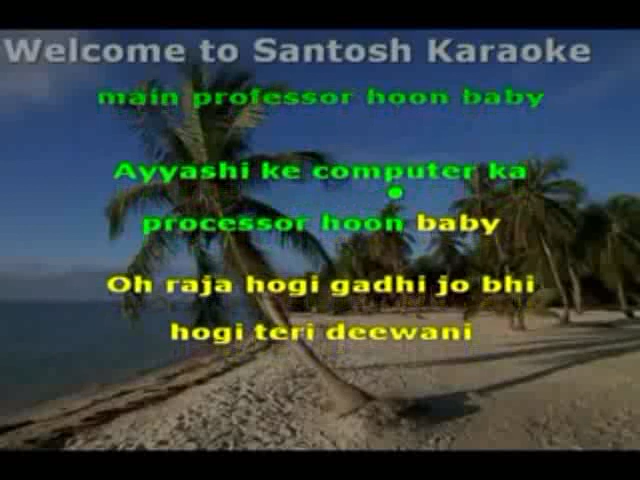 Welcome to Santosh Karaoke
main professor hoon baby
Ayyashi ke computer ka
processor hoon baby
Oh raja hogi gadhi jo bhi
hogi teri deewani